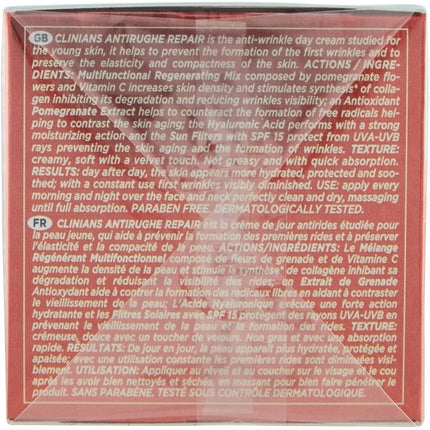 GB CLINIANS ANTIRUGHE REPAIR is the anti-wrinkle day cream studied for
the young skin, it helps to prevent the formation of the first wrinkles and to
preserve the elasticity and compactness of the skin. ACTIONS / INGRE-
DIENTS: Multifunctional Regenerating Mix composed by pomegranate flo-
wers and Vitamin C increases skin density and stimulates synthesis* of colla-
gen inhibiting its degradation and reducing wrinkles visibility; an Antioxidant
Pomegranate Extract helps to counteract the formation of free radicals hel-
ping to contrast the skin aging; the Hyaluronic Acid performs with a strong
moisturizing action and the Sun Filters with SPF 15 protect from UVA-UVB
rays preventing the skin aging and the formation of wrinkles. TEXTURE:
creamy, soft with a velvet touch. Not greasy and with quick absorption.
RESULTS: day after day, the skin appears more hydrated, protected and soo-
thed; with a constant use first wrinkles visibly diminished. USE: apply every
morning and night over the face and neck perfectly clean and dry, massaging
until full absorption. PARABEN FREE. DERMATOLOGICALLY TESTED.
FR CLINIANS ANTIRUGHE REPAIR est la crème de jour antirides étudiée pour
la peau jeune, qui aide à prévenir la formation des premières rides et à préserver
l'élasticité et la compacité de la peau. ACTIONS/INGRÉDIENTS: Le Mélange
Régénérant Multifonctionnel composé de fleurs de grenade et de Vitamine C
augmente la densité de la peau et stimule la synthèse* de collagène inhibant sa
dégradation et réduisant la visibilité des rides; un Extrait de Grenade
Antioxydant aide à contrer la formation des radicaux libres en aidant à contraster
le vieillissement de la peau; L'Acide Hyaluronique exécute une forte action
hydratante et les Filtres Solaires avec SPF 15 protègent des rayons UVA-UVB en
prévenant le vieillissement de la peau et la formation des rides. TEXTURE:
crémeuse, douce avec un toucher de velours. Non gras et avec une absorption
rapide. RÉSULTATS: De jour en jour, la peau apparaît plus hydratée, protégée et
apaisée; avec une utilisation constante les premières rides sont diminuées visi-
blement. UTILISATION: Appliquer au réveil et au coucher sur le visage et le cou
après les avoir bien nettoyés et séchés, en massant pour bien faire pénétrer le
produit. SANS PARABÈNE. TESTÉ SOUS CONTRÔLE DERMATOLOGIQUE.